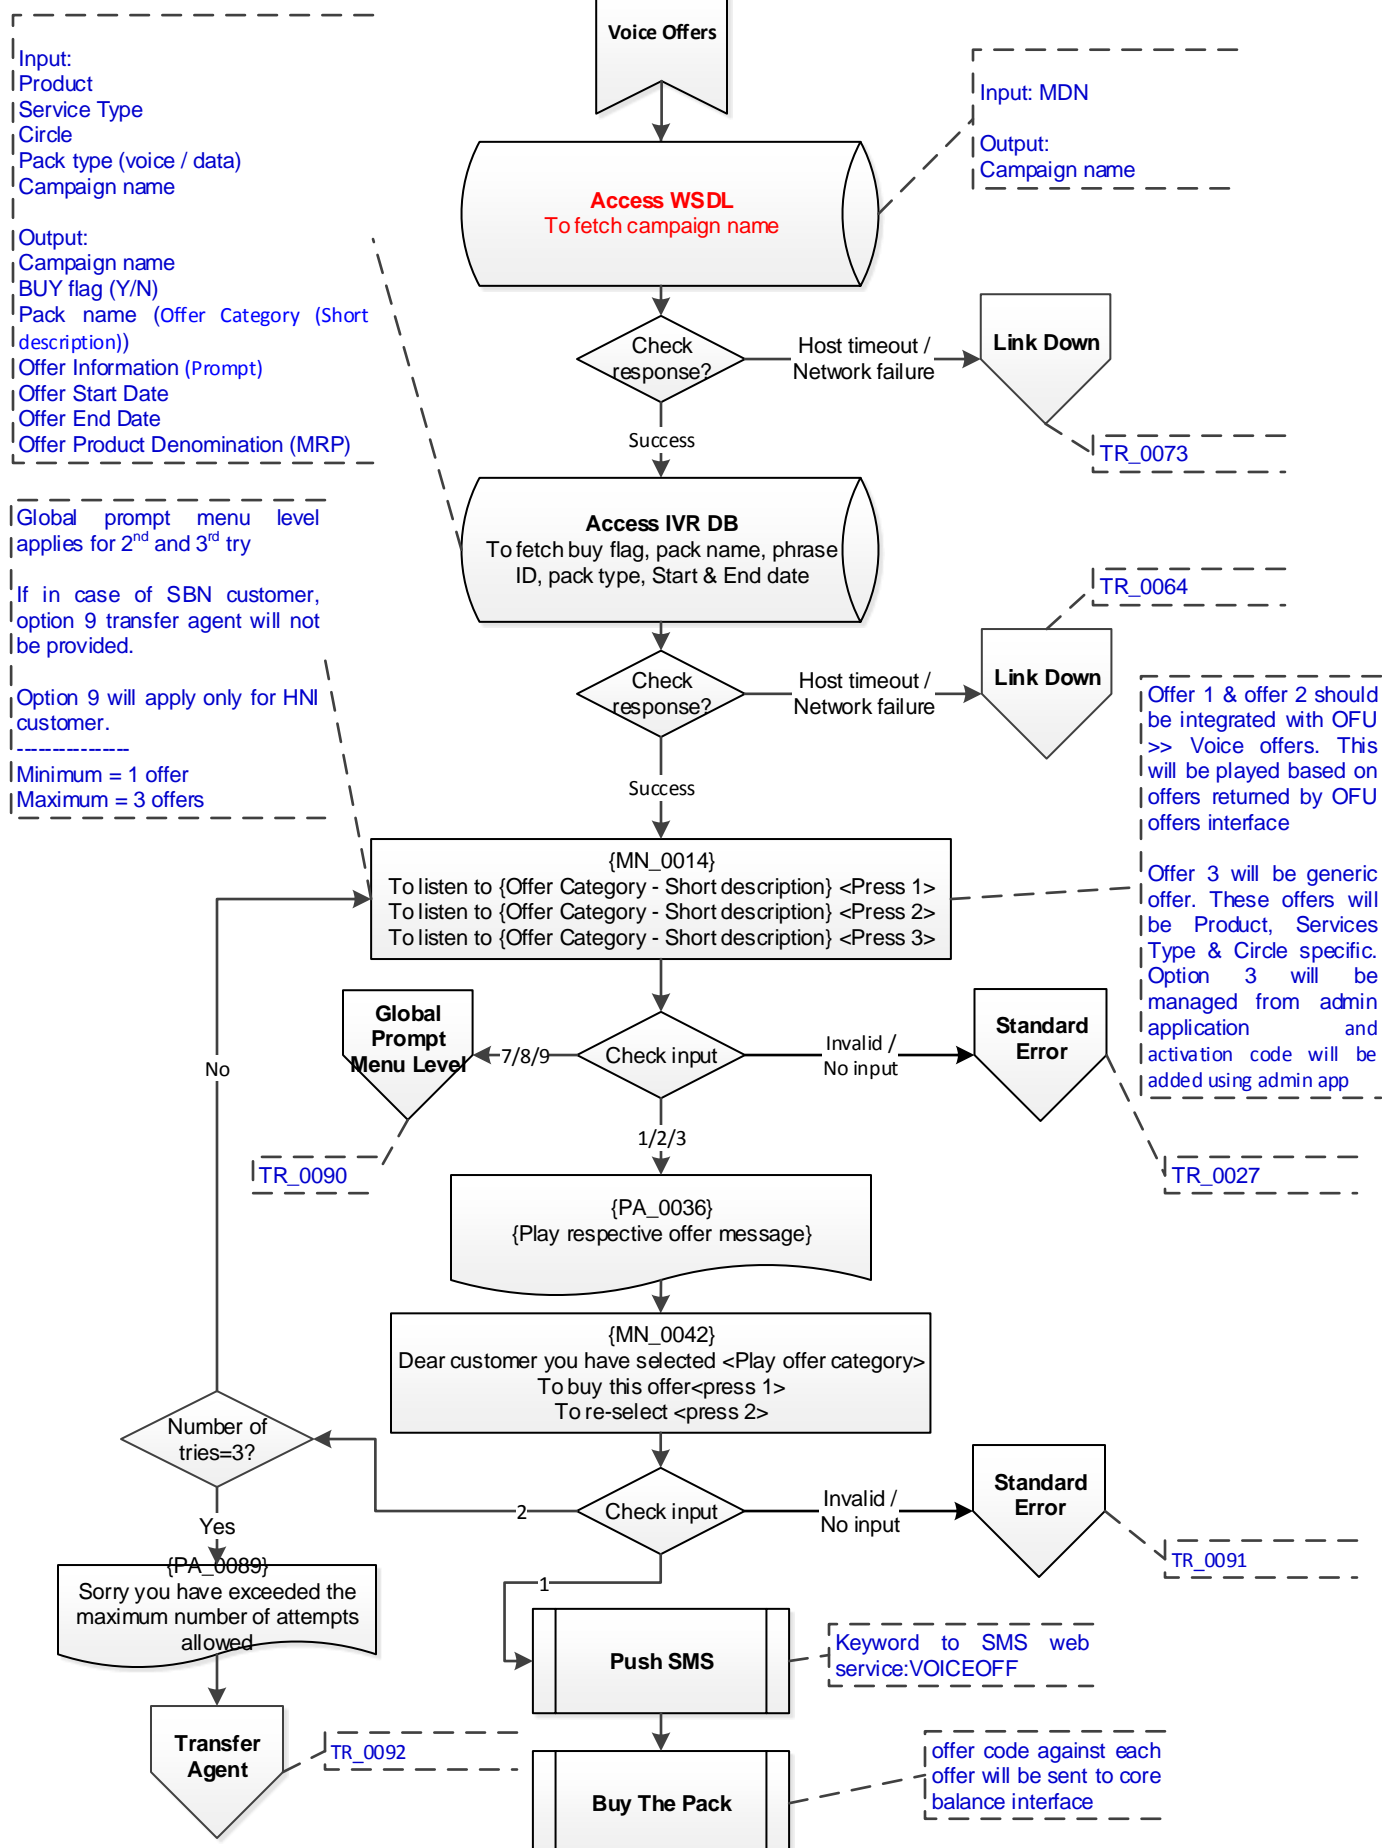 Voice Offers
Input:
Product
Service Type
Circle
Pack type (voice / data)
Campaign name
Output:
Campaign name
BUY flag (Y/N)
Pack name (Offer Category (Short
description))
Offer Information (Prompt)
Offer Start Date
Offer End Date
Offer Product Denomination (MRP)
Input: MDN
Output:
Campaign name
Access WSDL
To fetch campaign name
Check
response?
Host timeout /
Network failure
Link Down
TR_0073
Success
Access IVR DB
To fetch buy flag, pack name, phrase
ID, pack type, Start & End date
Global prompt menu level
applies for 2nd and 3rd try
If in case of SBN customer,
option 9 transfer agent will not
be provided.
Option 9 will apply only for HNI
customer.
----------------
Minimum = 1 offer
Maximum = 3 offers
TR_0064
Check
response?
Host timeout /
Network failure
Link Down
Success
Offer 1 & offer 2 should
be integrated with OFU
>> Voice offers. This
will be played based on
offers returned by OFU
offers interface
Offer 3 will be generic
offer. These offers will
be Product, Services
Type & Circle specific.
Option 3 will be
managed from admin
application and
activation code will be
added using admin app
{MN_0014}
To listen to {Offer Category - Short description} <Press 1>
To listen to {Offer Category - Short description} <Press 2>
To listen to {Offer Category - Short description} <Press 3>
Global
Prompt
Menu Level
7/8/9
Check input
Invalid /
No input
Standard
Error
No
1/2/3
TR_0090
TR_0027
{PA_0036}
{Play respective offer message}
{MN_0042}
Dear customer you have selected <Play offer category>
To buy this offer<press 1>
To re-select <press 2>
Number of
tries=3?
2
Check input
Invalid /
No input
Standard
Error
Yes
TR_0091
1
{PA_0089}
Sorry you have exceeded the
maximum number of attempts
allowed
Push SMS
Keyword to SMS web
service:VOICEOFF
Transfer
Agent
TR_0092
Buy The Pack
offer code against each
offer will be sent to core
balance interface